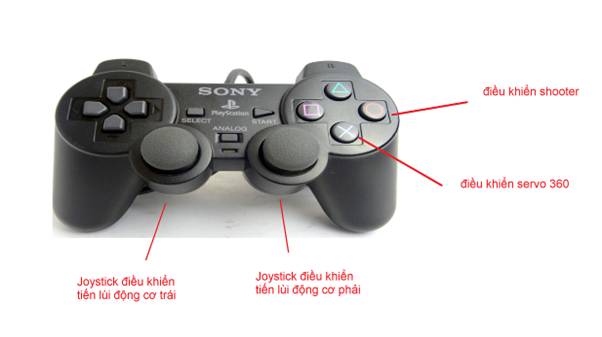 SONY
PlayStation
SELECT
START
ANALOG
điều khiển shooter
điều khiển servo 360
Joystick điều khiển
tiến lùi động cơ trái
Joystick điều khiển
tiến lùi động cơ phải